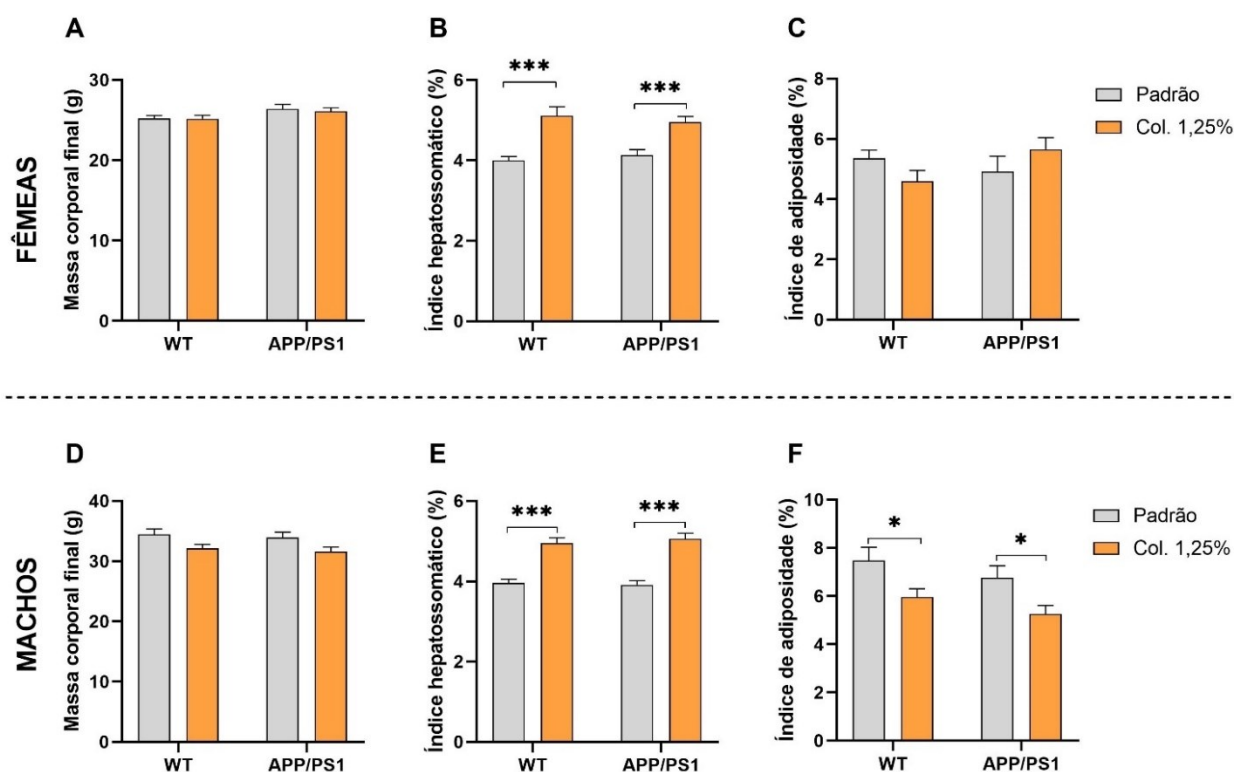 FÊMEAS
A
Massa corporal final (g)
30
20
10
0
WT
APP/PS1
B
Índice hepatossomático (%)
6
4
2
0
***
***
WT
APP/PS1
C
Índice de adiposidade (%)
8
6
4
2
0
WT
APP/PS1
Padrão
Col. 1,25%
MACHOS
D
Massa corporal final (g)
40
30
20
10
0
WT
APP/PS1
E
Índice hepatossomático (%)
6
4
2
0
***
***
WT
APP/PS1
F
Índice de adiposidade (%)
10
8
6
4
2
0
*
*
WT
APP/PS1
Padrão
Col. 1,25%